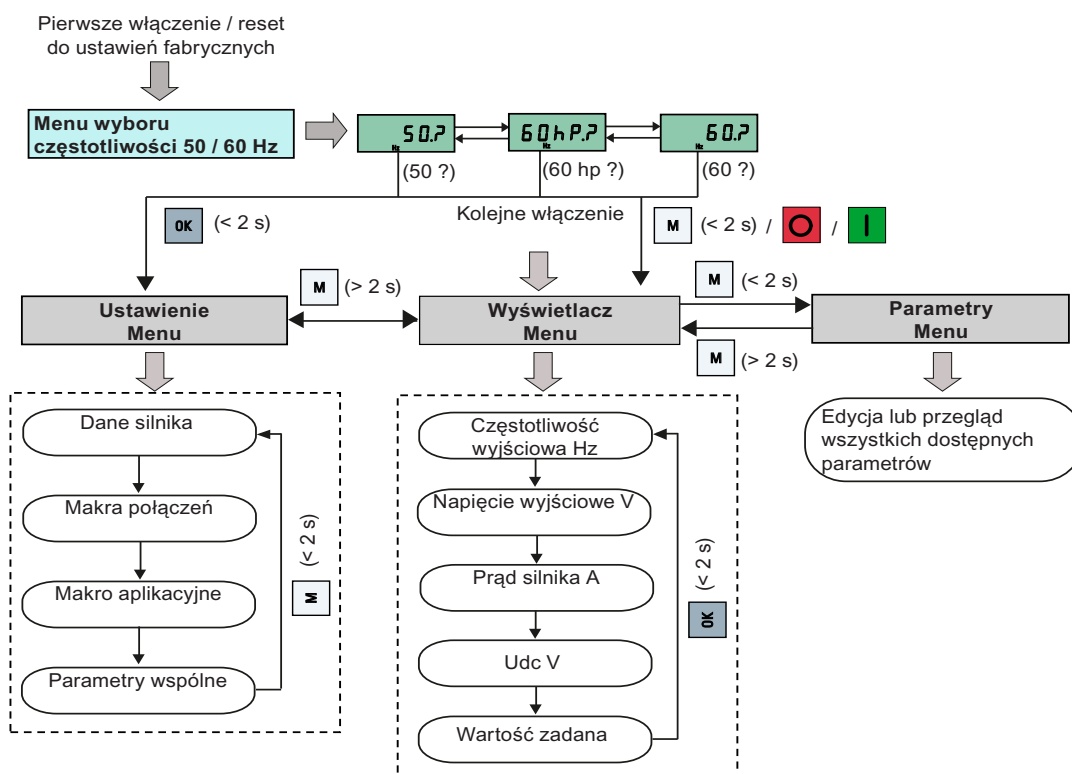 Pierwsze włączenie / reset
do ustawień fabrycznych
Menu wyboru
częstotliwości 50 / 60 Hz
50.?
Hz
60hP.?
Hz
60.?
Hz
(50 ?)
(60 hp ?)
(60 ?)
OK (< 2 s)
Kolejne włączenie
M (< 2 s) / O / I
Ustawienie
Menu
M (> 2 s)
Wyświetlacz
Menu
M (< 2 s)
M (> 2 s)
Parametry
Menu
Dane silnika
Makra połączeń
Makro aplikacyjne
Parametry wspólne
M (< 2 s)
Częstotliwość
wyjściowa Hz
Napięcie wyjściowe V
Prąd silnika A
Udc V
Wartość zadana
OK (< 2 s)
Edycja lub przegląd
wszystkich dostępnych
parametrów